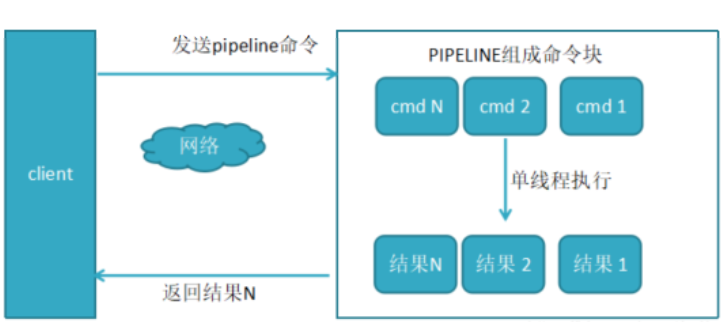 发送pipeline命令
PIPELINE组成命令块
cmd N
cmd 2
cmd 1
网络
client
单线程执行
结果N
结果 2
结果 1
返回结果N